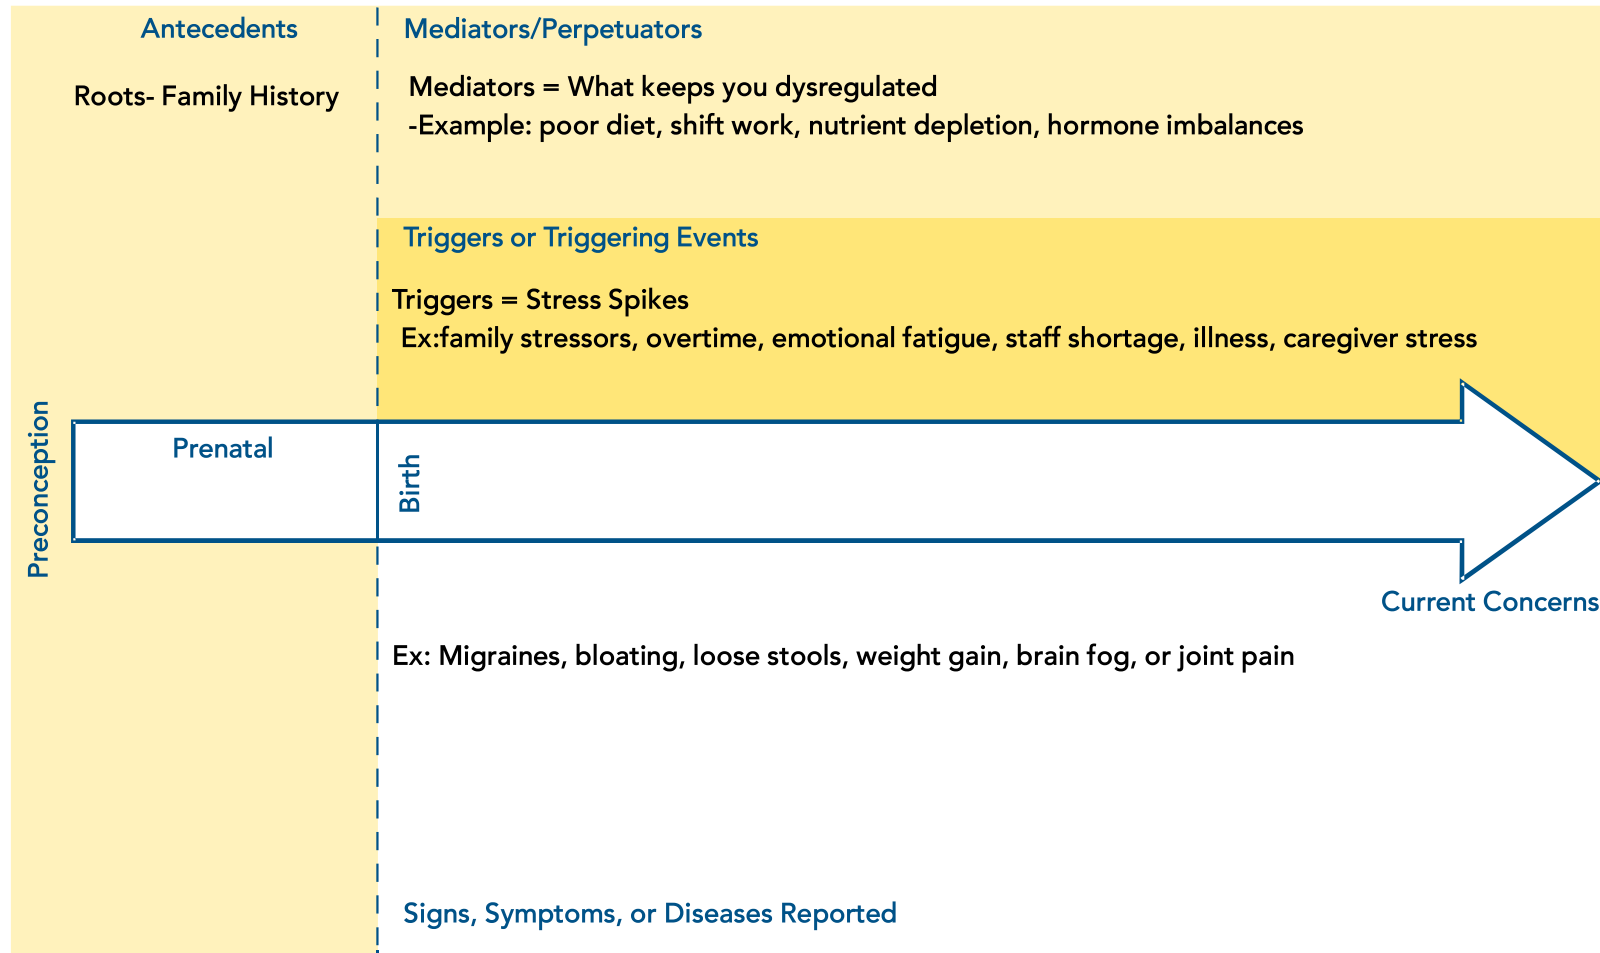 Antecedents
Roots- Family History
Mediators/Perpetuators
Mediators = What keeps you dysregulated
-Example: poor diet, shift work, nutrient depletion, hormone imbalances
Triggers or Triggering Events
Triggers = Stress Spikes
Ex:family stressors, overtime, emotional fatigue, staff shortage, illness, caregiver stress
Preconception
Prenatal
Birth
Current Concerns
Ex: Migraines, bloating, loose stools, weight gain, brain fog, or joint pain
Signs, Symptoms, or Diseases Reported